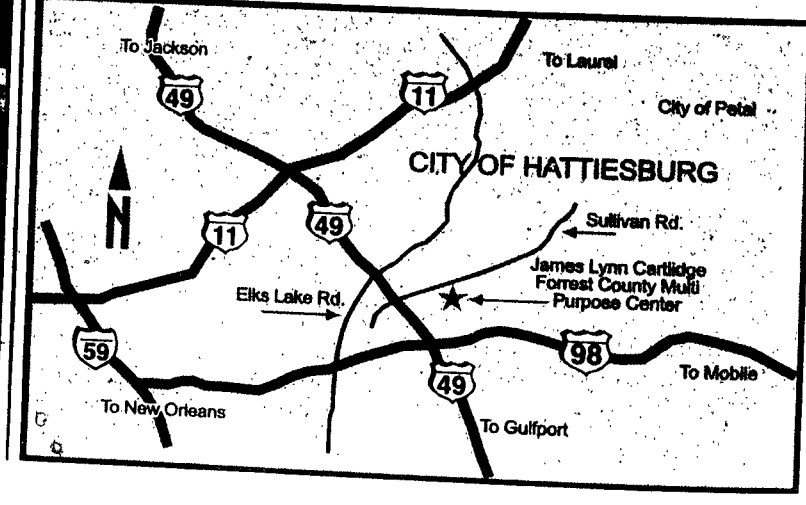 To Jackson
49
11
To Laurel
City of Petal
CITY OF HATTIESBURG
N
11
49
Sullivan Rd.
James Lynn Cartlidge
Forrest County Multi
Purpose Center
Elks Lake Rd.
59
98
49
To Mobile
To New Orleans
To Gulfport